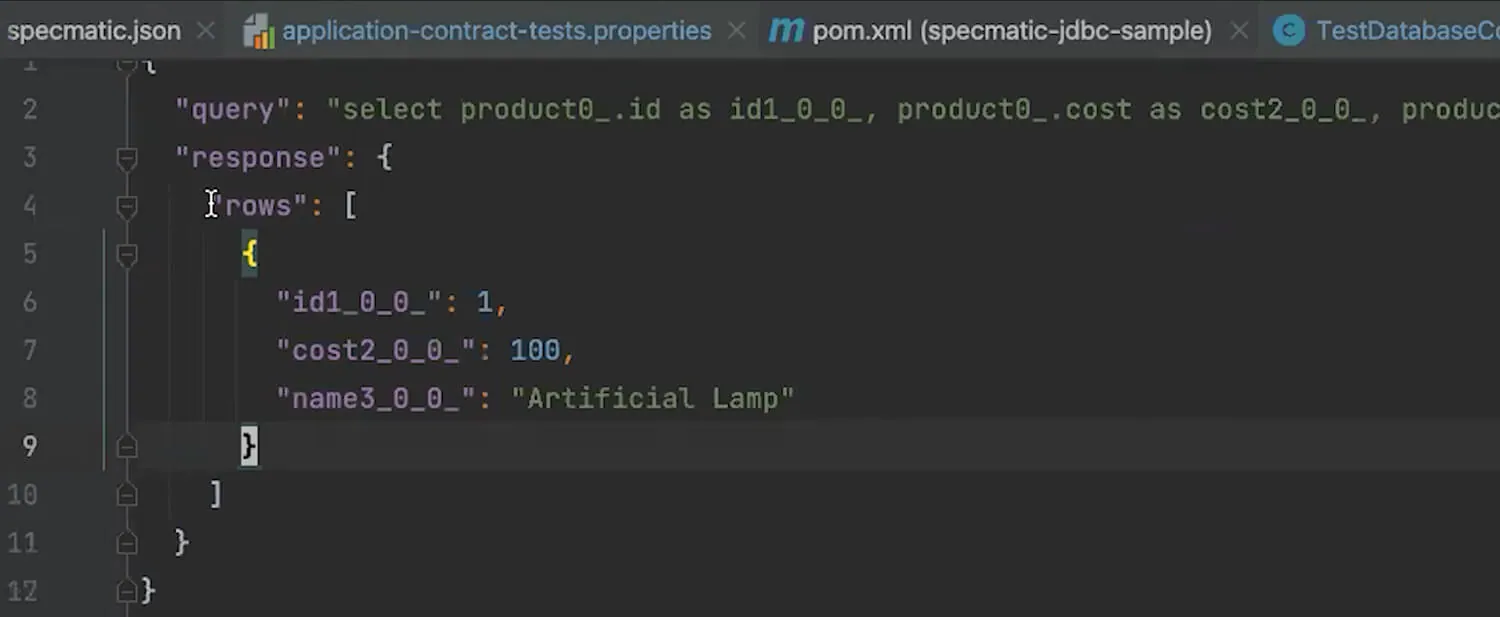 specmatic.json application-contract-tests.properties m pom.xml (specmatic-jdbc-sample) C TestDatabaseCo
1 {
2 "query": "select product0_.id as id1_0_0_, product0_.cost as cost2_0_0_, produc
3 "response": {
4 "rows": [
5 {
6 "id1_0_0_": 1,
7 "cost2_0_0_": 100,
8 "name3_0_0_": "Artificial Lamp"
9 }
10 ]
11 }
12 }